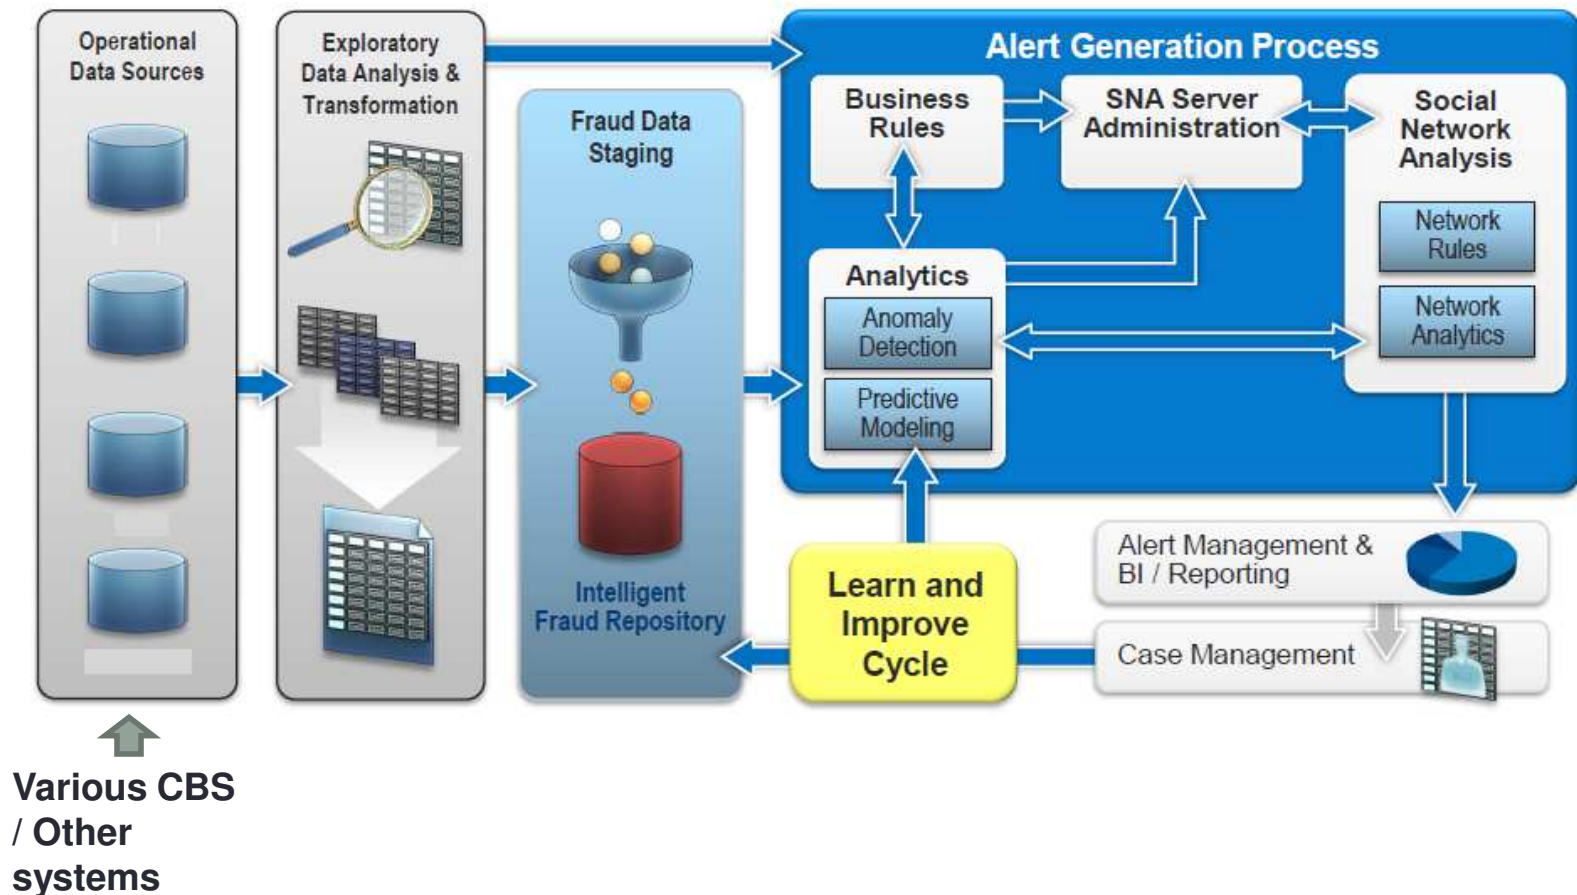 Operational
Data Sources
Exploratory
Data Analysis &
Transformation
Fraud Data
Staging
Intelligent
Fraud Repository
Alert Generation Process
Business
Rules
SNA Server
Administration
Social
Network
Analysis
Network
Rules
Network
Analytics
Analytics
Anomaly
Detection
Predictive
Modeling
Learn and
Improve
Cycle
Alert Management &
BI / Reporting
Case Management
Various CBS
/ Other
systems